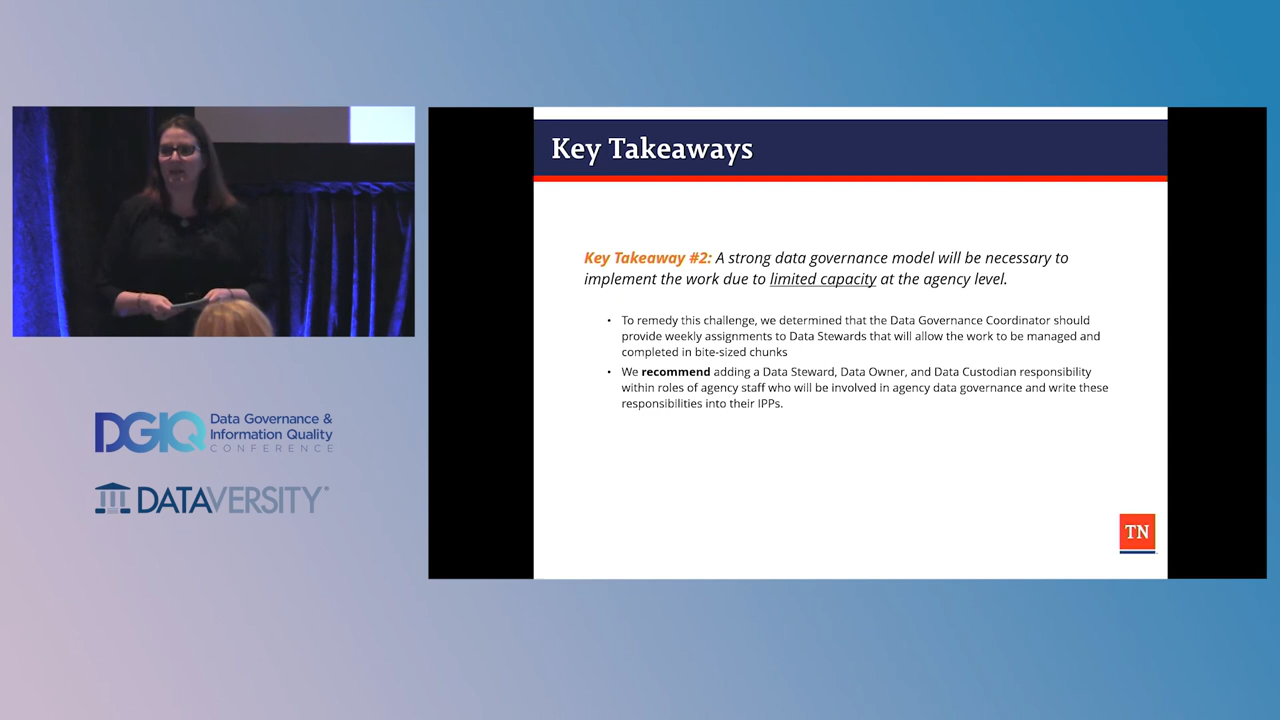 Key Takeaways
Key Takeaway #2: A strong data governance model will be necessary to
implement the work due to limited capacity at the agency level.
• To remedy this challenge, we determined that the Data Governance Coordinator should
provide weekly assignments to Data Stewards that will allow the work to be managed and
completed in bite-sized chunks
• We recommend adding a Data Steward, Data Owner, and Data Custodian responsibility
within roles of agency staff who will be involved in agency data governance and write these
responsibilities into their IPPs.
TN
DGIQ
Data Governance &
Information Quality
CONFERENCE
DATAVERSITY